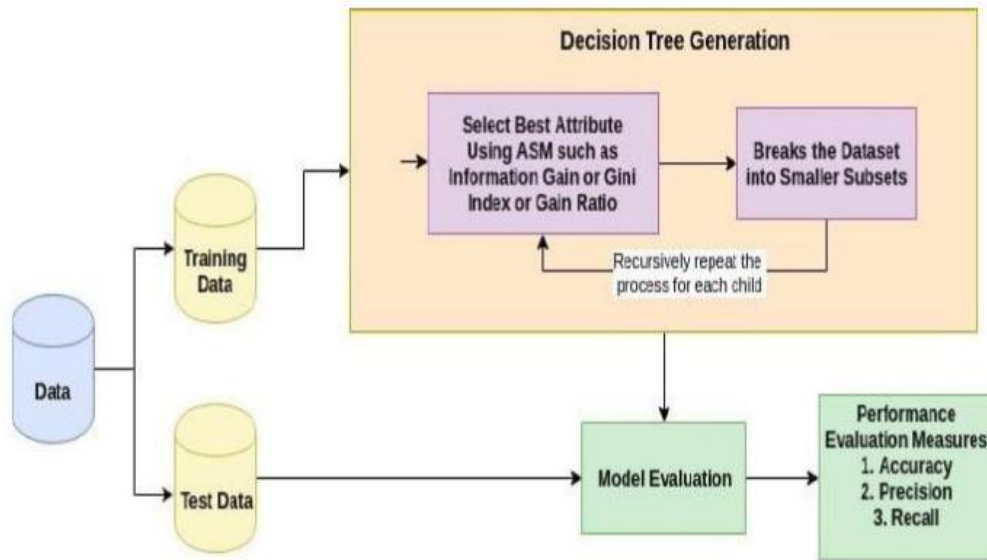 Decision Tree Generation
Select Best Attribute
Using ASM such as
Information Gain or Gini
Index or Gain Ratio
Breaks the Dataset
into Smaller Subsets
Recursively repeat the
process for each child
Training
Data
Data
Test Data
Model Evaluation
Performance
Evaluation Measures
1. Accuracy
2. Precision
3. Recall